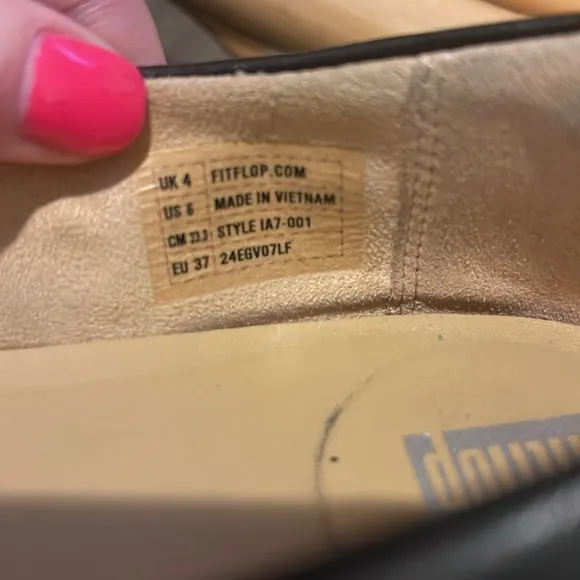 UK 4 FITFLOP.COM
US 6 MADE IN VIETNAM
CM 23.3 STYLE IA7-001
EU 37 24EGV07LF